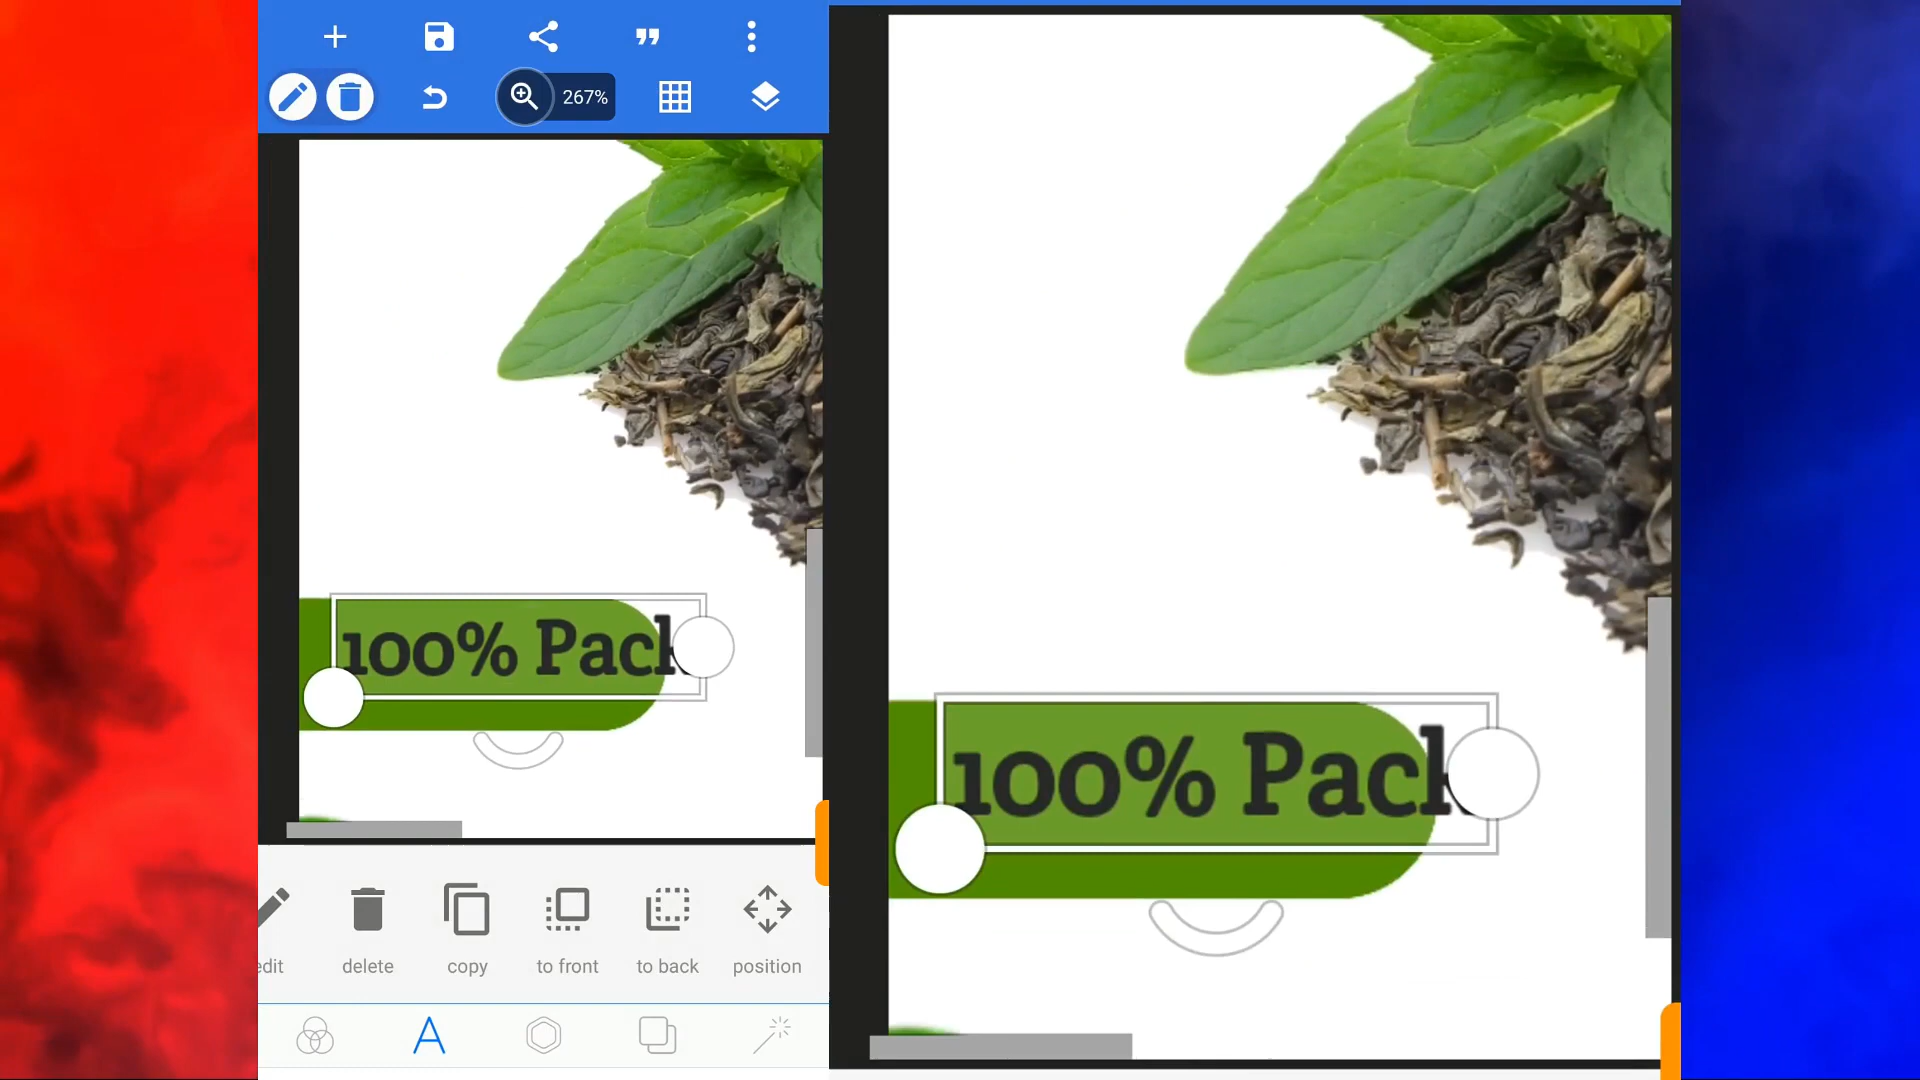 267%
100% Pack
edit
delete
copy
to front
to back
position
100% Pack